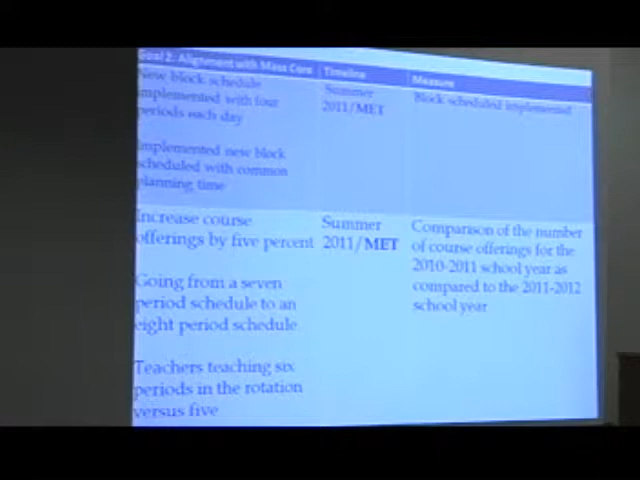 Goal 2: Alignment with Mass Core Timeline Measure
New block schedule
implemented with four
periods each day
Implemented new block
scheduled with common
planning time
Summer
2011/MET
Block scheduled implemented
Increase course
offerings by five percent
Going from a seven
period schedule to an
eight period schedule
Teachers teaching six
periods in the rotation
versus five
Summer
2011/MET
Comparison of the number
of course offerings for the
2010-2011 school year as
compared to the 2011-2012
school year